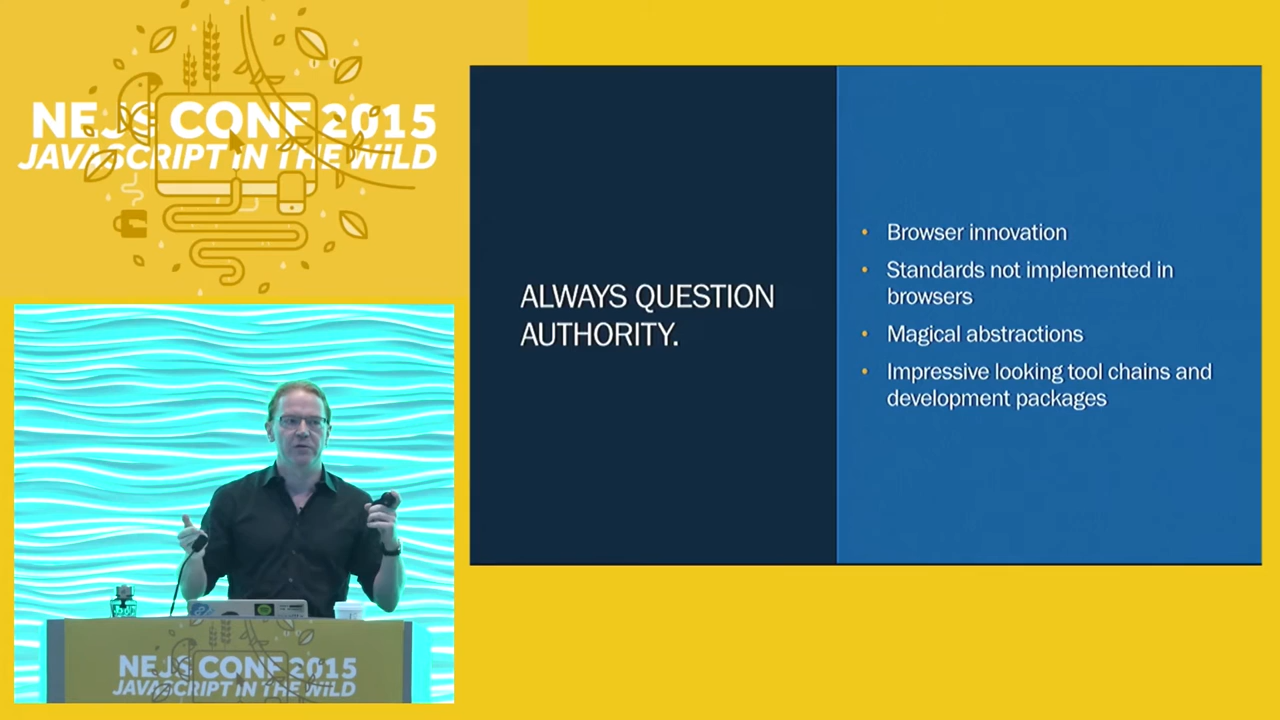 NEJS CONF 2015
JAVASCRIPT IN THE WILD
ALWAYS QUESTION
AUTHORITY.
• Browser innovation
• Standards not implemented in
browsers
• Magical abstractions
• Impressive looking tool chains and
development packages
NEJS CONF 2015
JAVASCRIPT IN THE WILD